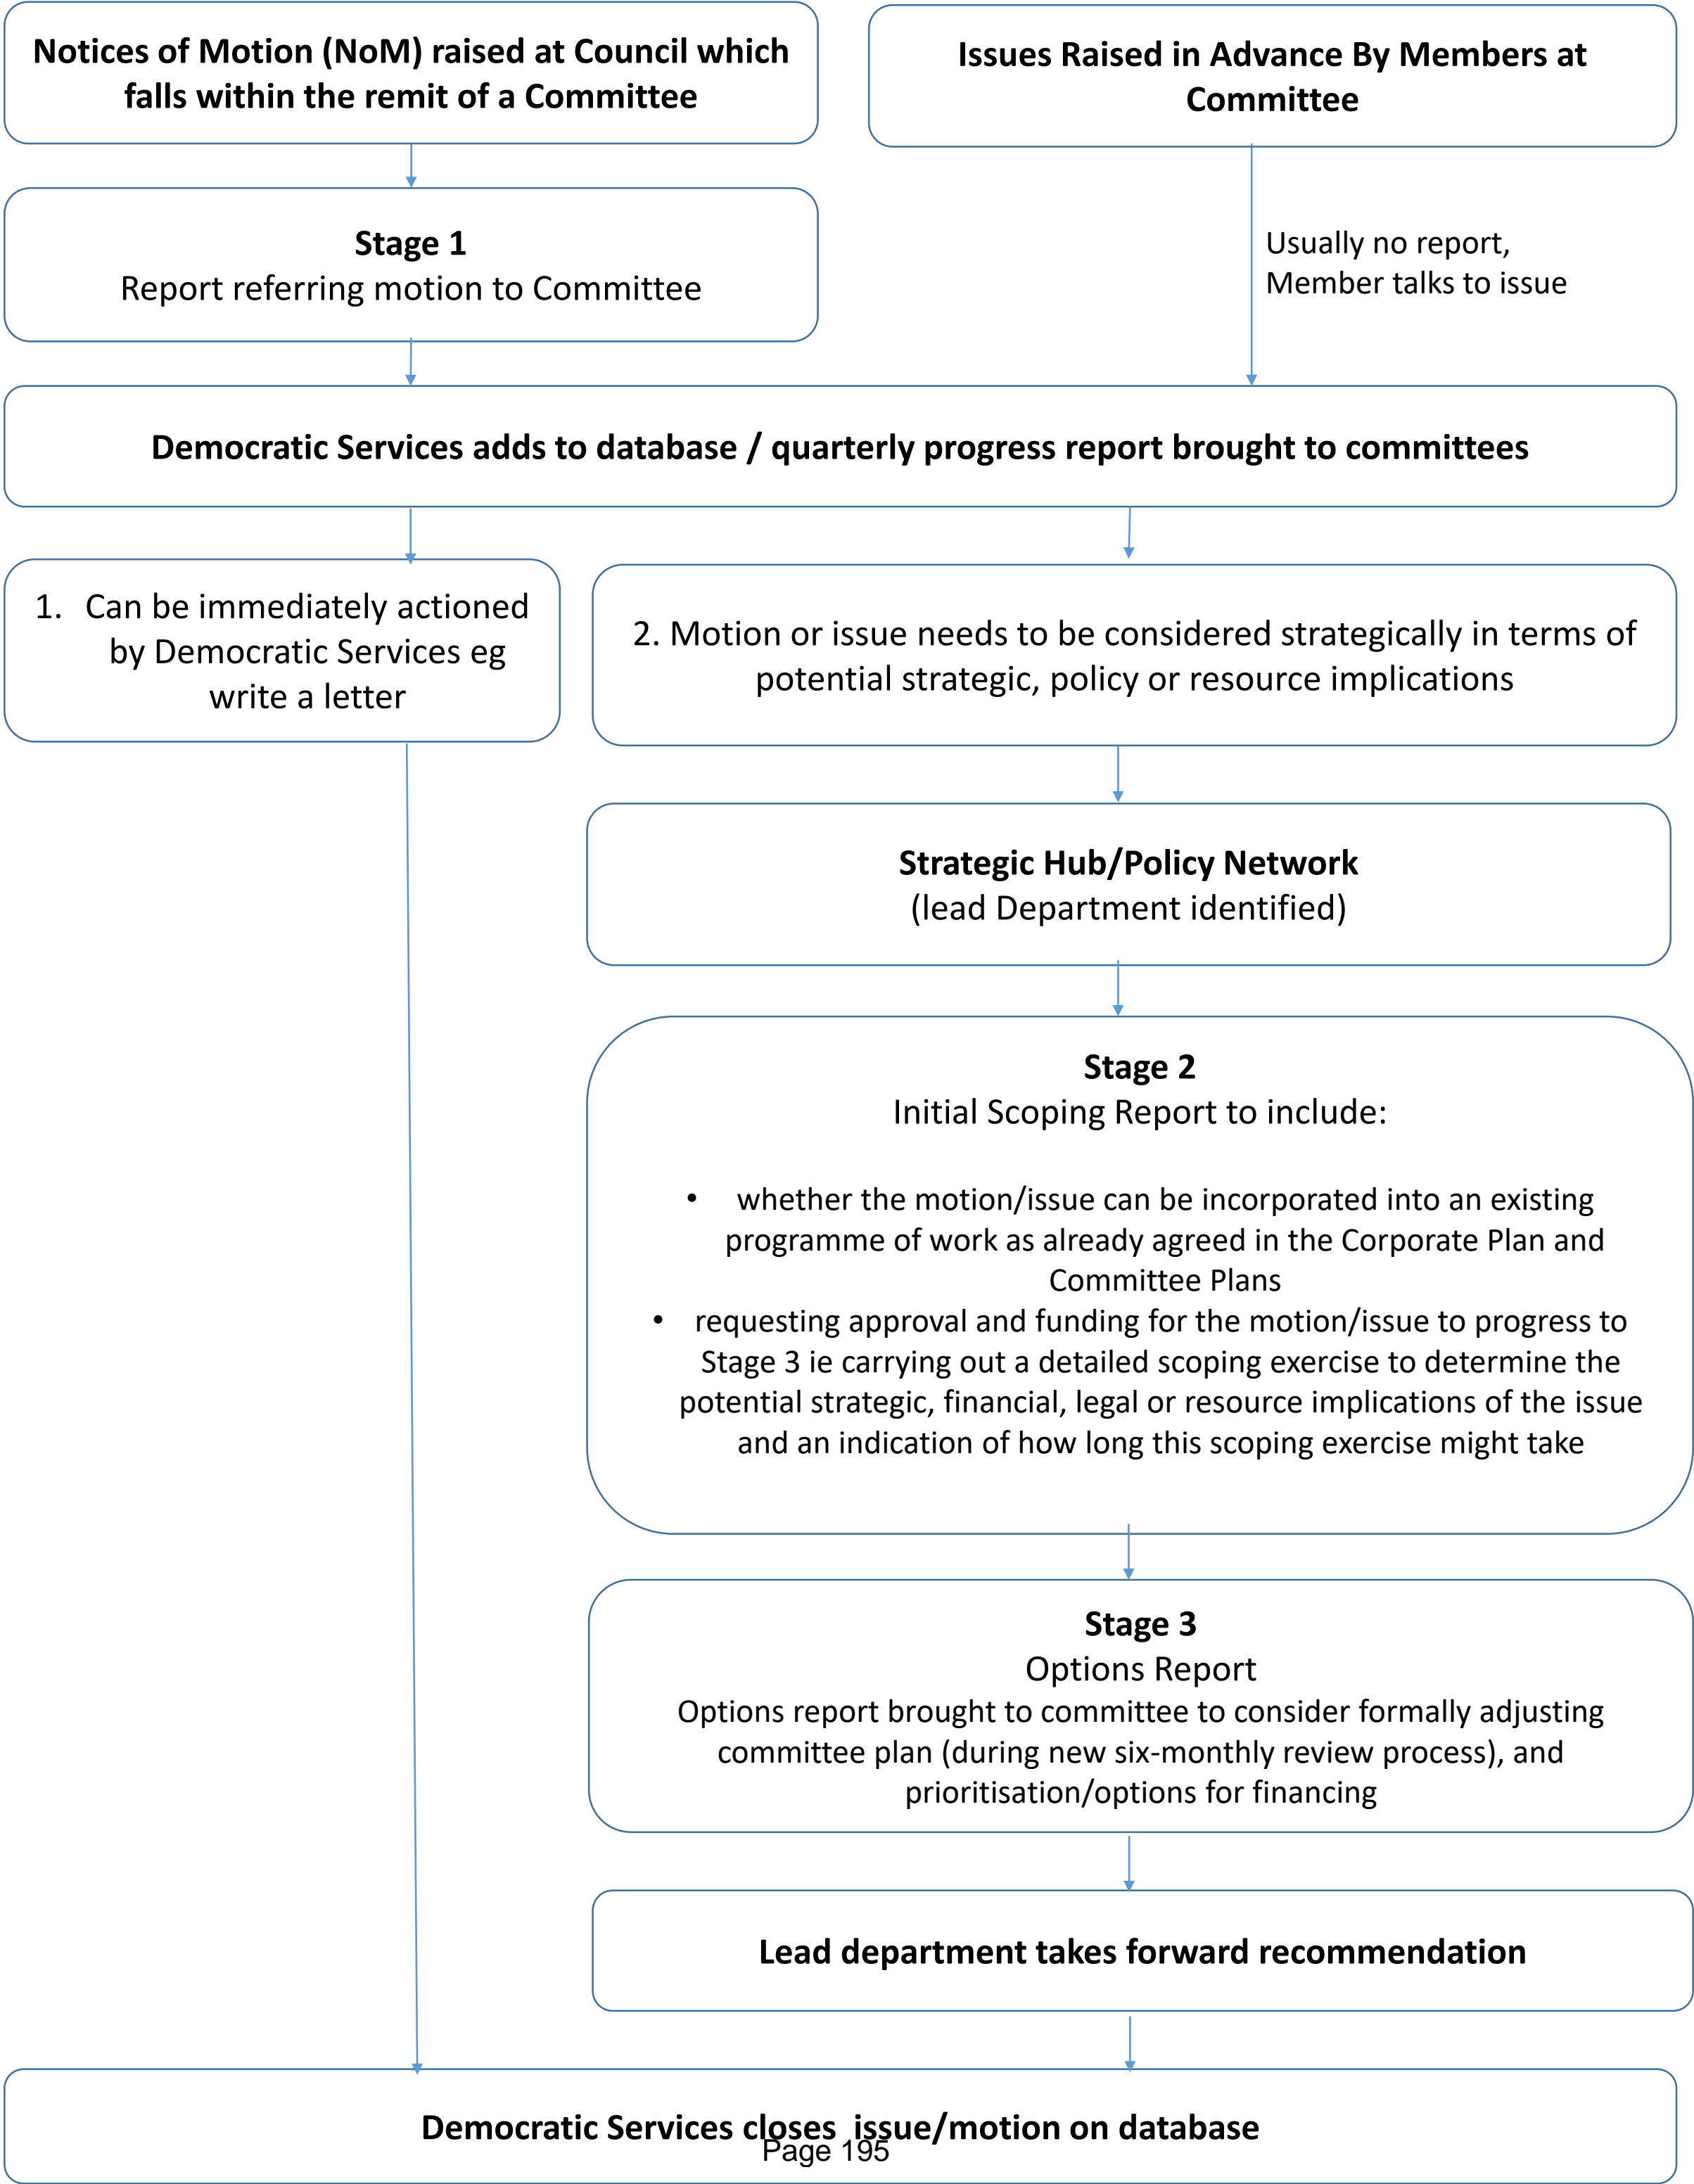 Notices of Motion (NoM) raised at Council which
falls within the remit of a Committee
Issues Raised in Advance By Members at
Committee
Stage 1
Report referring motion to Committee
Usually no report,
Member talks to issue
Democratic Services adds to database / quarterly progress report brought to committees
1. Can be immediately actioned
by Democratic Services eg
write a letter
2. Motion or issue needs to be considered strategically in terms of
potential strategic, policy or resource implications
Strategic Hub/Policy Network
(lead Department identified)
Stage 2
Initial Scoping Report to include:
• whether the motion/issue can be incorporated into an existing
programme of work as already agreed in the Corporate Plan and
Committee Plans
• requesting approval and funding for the motion/issue to progress to
Stage 3 ie carrying out a detailed scoping exercise to determine the
potential strategic, financial, legal or resource implications of the issue
and an indication of how long this scoping exercise might take
Stage 3
Options Report
Options report brought to committee to consider formally adjusting
committee plan (during new six-monthly review process), and
prioritisation/options for financing
Lead department takes forward recommendation
Democratic Services closes issue/motion on database
Page 195